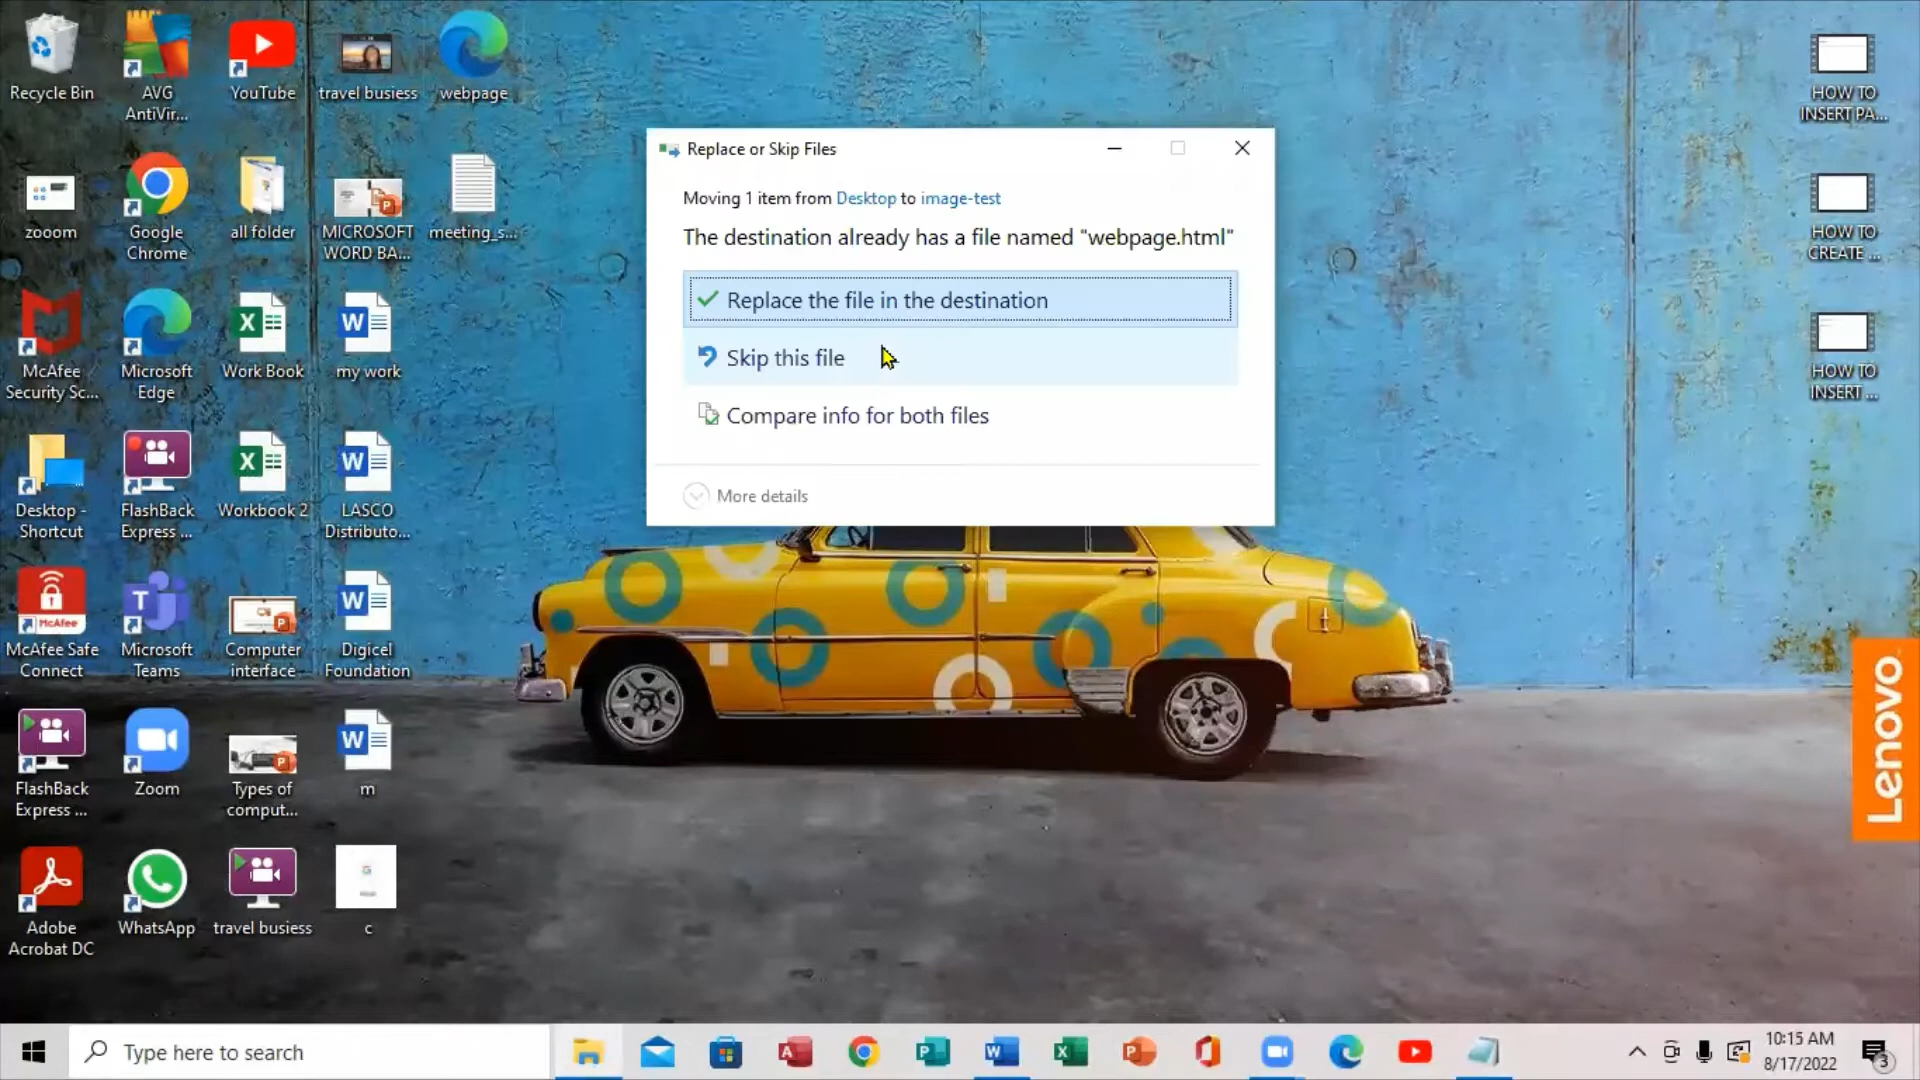 Recycle Bin
AVG
AntiVir...
YouTube
travel busiess
webpage
zooom
Google
Chrome
all folder
MICROSOFT
WORD BA...
meeting_s...
McAfee
Security Sc...
Microsoft
Edge
Work Book
my work
Desktop -
Shortcut
FlashBack
Express ...
Workbook 2
LASCO
Distributo...
McAfee
McAfee Safe
Connect
Microsoft
Teams
Computer
interface
Digicel
Foundation
FlashBack
Express ...
Zoom
Types of
comput...
m
Adobe
Acrobat DC
WhatsApp
travel busiess
c
Replace or Skip Files
Moving 1 item from Desktop to image-test
The destination already has a file named "webpage.html"
Replace the file in the destination
Skip this file
Compare info for both files
More details
HOW TO
INSERT PA...
HOW TO
CREATE ...
HOW TO
INSERT ...
Lenovo
Type here to search
10:15 AM
8/17/2022
3